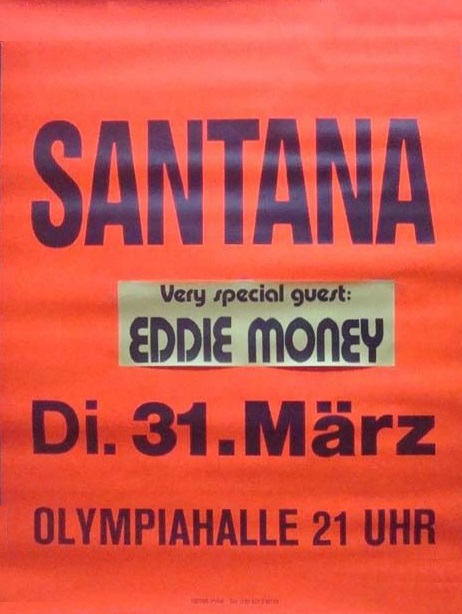 SANTANA
Very special guest:
EDDIE MONEY
Di. 31. März
OLYMPIAHALLE 21 UHR